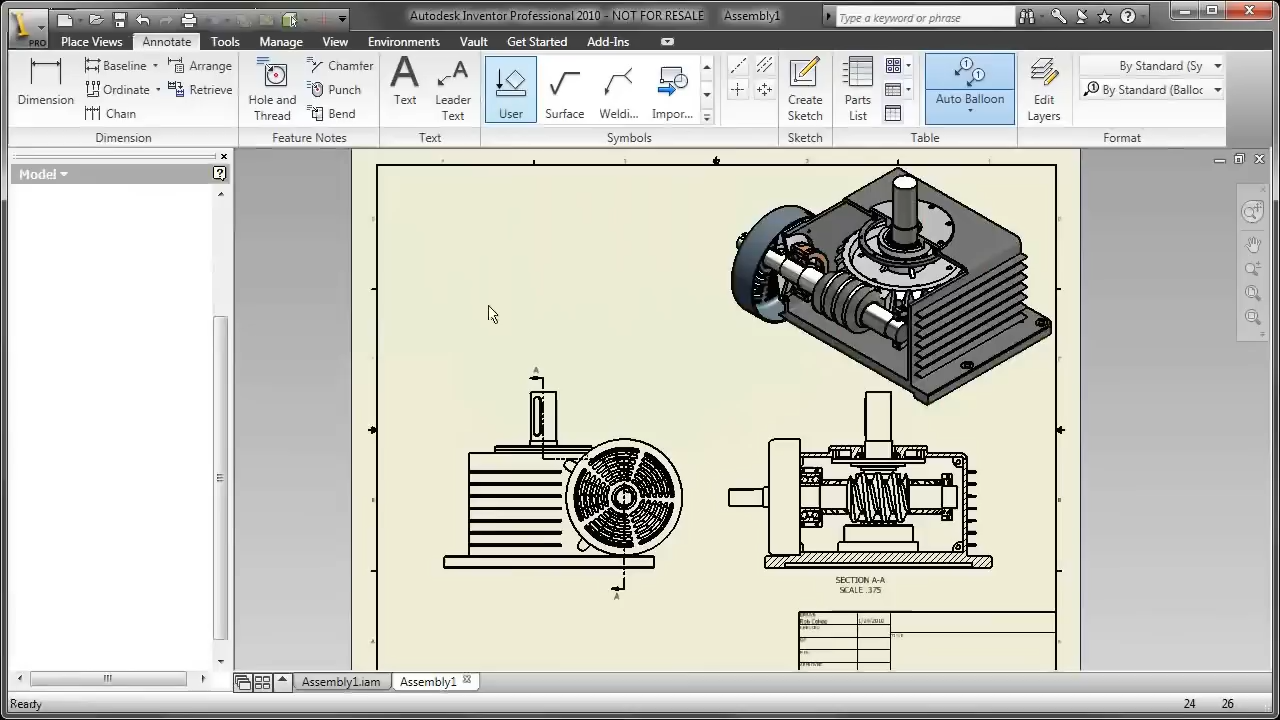 Autodesk Inventor Professional 2010 - NOT FOR RESALE Assembly1
Type a keyword or phrase
PRO
Place Views Annotate Tools Manage View Environments Vault Get Started Add-Ins
Dimension
Baseline
Ordinate
Chain
Arrange
Retrieve
Hole and
Thread
Chamfer
Punch
Bend
Text
Leader
Text
User
Surface
Weldi...
Impor...
Create
Sketch
Parts
List
Auto Balloon
Edit
Layers
By Standard (Sy
By Standard (Balloc
Dimension
Feature Notes
Text
Symbols
Sketch
Table
Format
Model
A
A
SECTION A-A
SCALE .375
1/29/2010
TITLE
Assembly1.iam
Assembly1
Ready
24
26